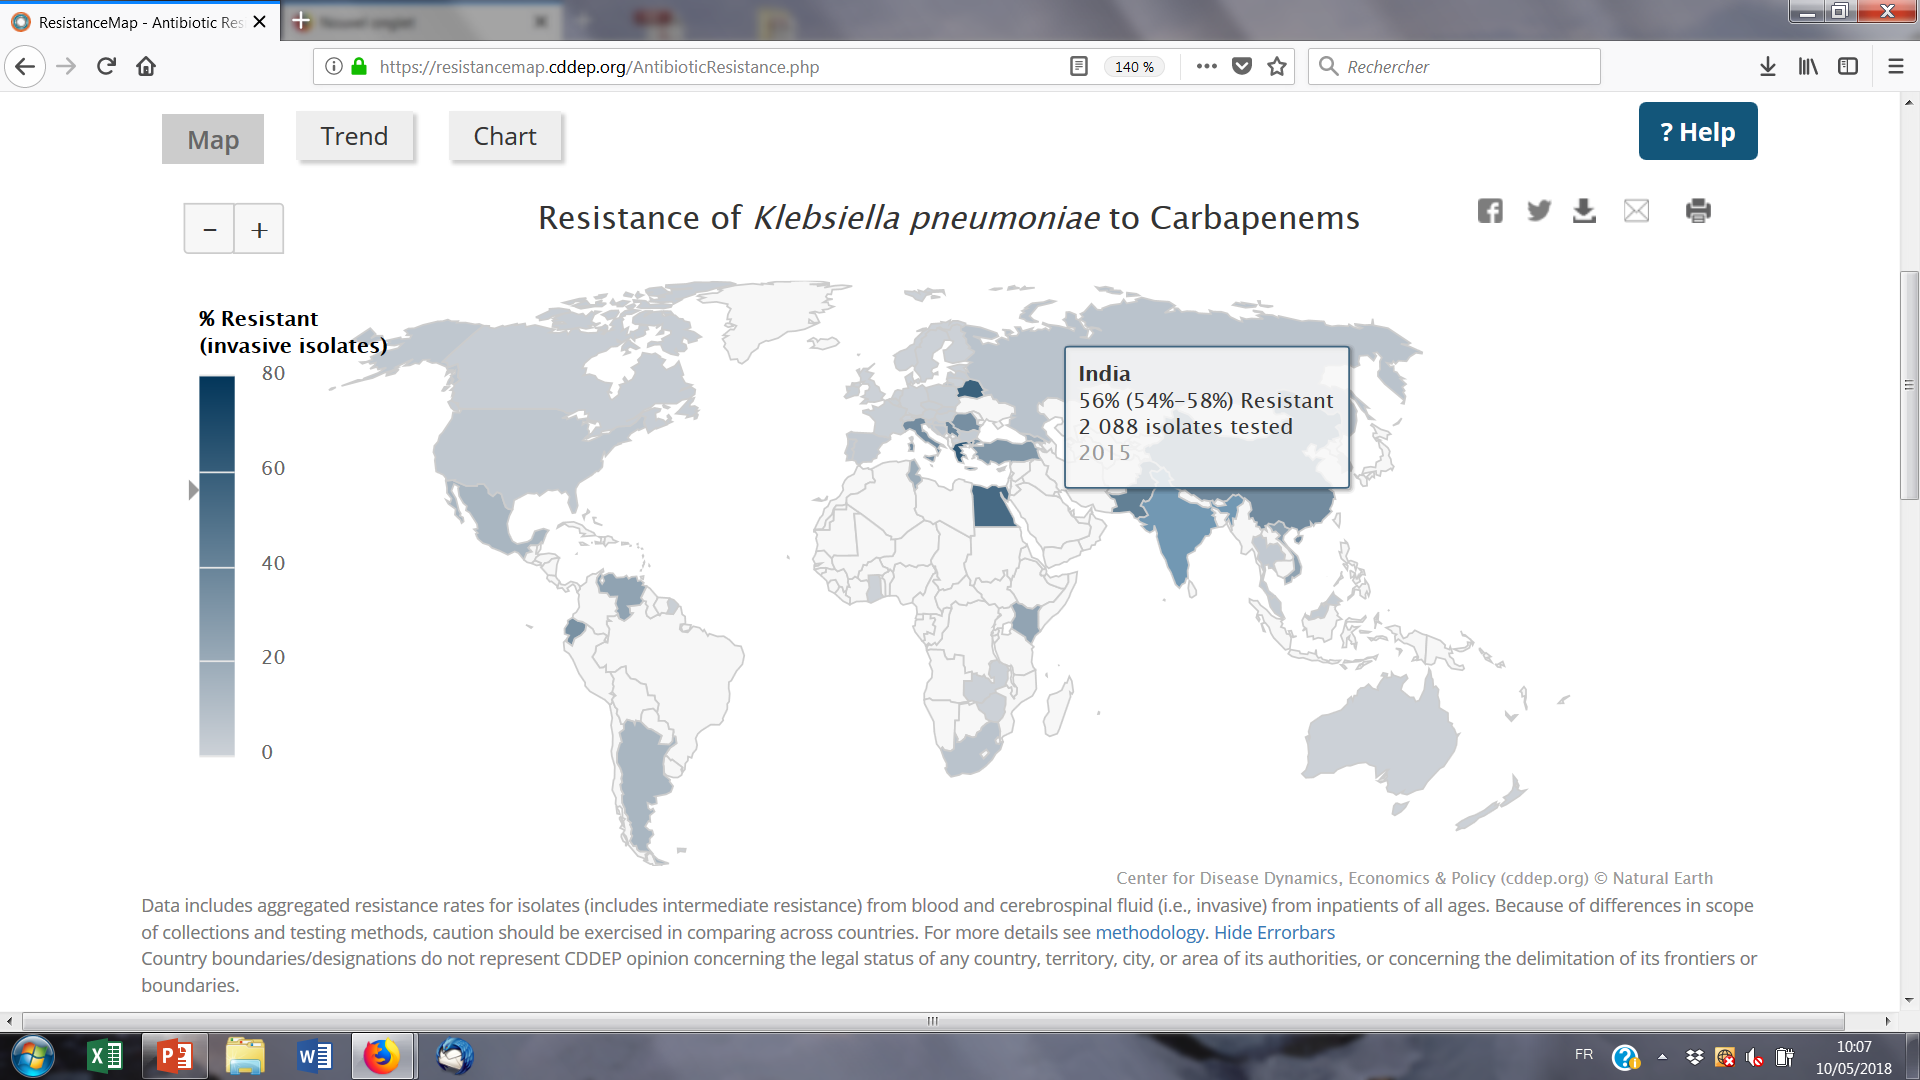 ResistanceMap - Antibiotic Res
Nouvel onglet
https://resistancemap.cddep.org/AntibioticResistance.php
140 %
Rechercher
Map
Trend
Chart
? Help
− +
Resistance of Klebsiella pneumoniae to Carbapenems
% Resistant
(invasive isolates)
80
60
40
20
0
India
56% (54%-58%) Resistant
2 088 isolates tested
2015
Center for Disease Dynamics, Economics & Policy (cddep.org) © Natural Earth
Data includes aggregated resistance rates for isolates (includes intermediate resistance) from blood and cerebrospinal fluid (i.e., invasive) from inpatients of all ages. Because of differences in scope
of collections and testing methods, caution should be exercised in comparing across countries. For more details see methodology. Hide Errorbars
Country boundaries/designations do not represent CDDEP opinion concerning the legal status of any country, territory, city, or area of its authorities, or concerning the delimitation of its frontiers or
boundaries.
FR
10:07
10/05/2018